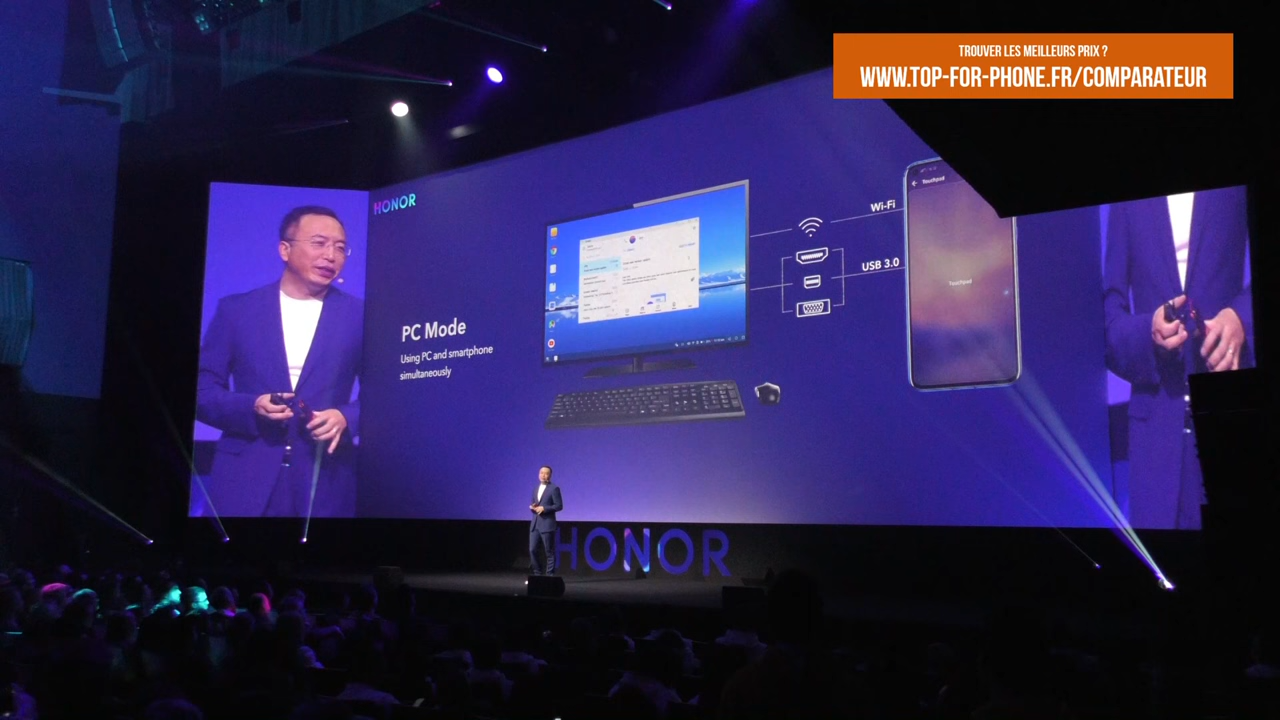 TROUVER LES MEILLEURS PRIX ?
WWW.TOP-FOR-PHONE.FR/COMPARATEUR
HONOR
Wi-Fi
Touchpad
USB 3.0
Touchpad
PC Mode
Using PC and smartphone
simultaneously
HONOR